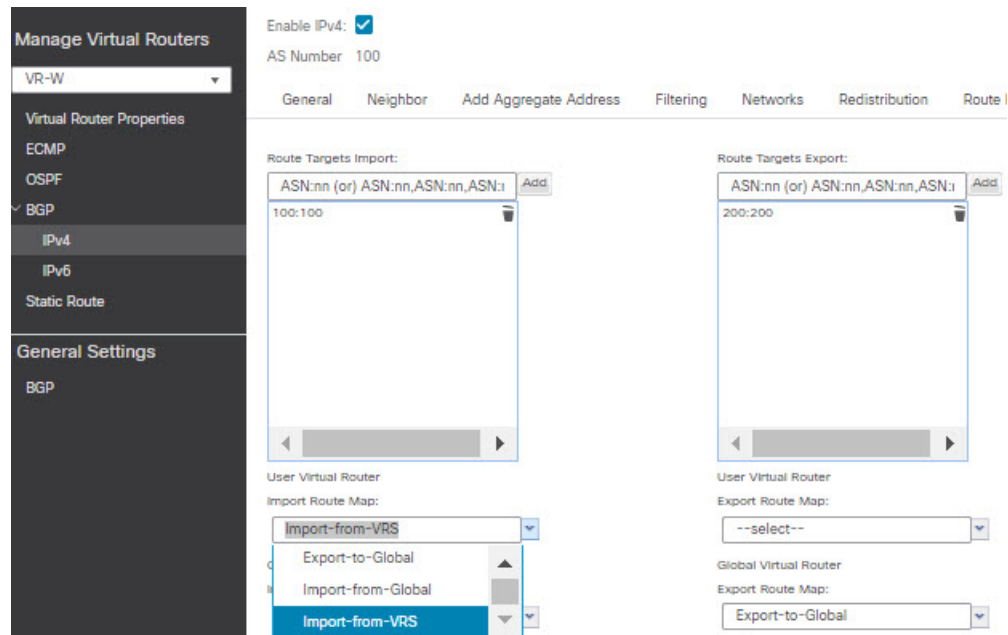 Manage Virtual Routers
VR-W
Virtual Router Properties
ECMP
OSPF
BGP
IPv4
IPv6
Static Route
General Settings
BGP
Enable IPv4:
AS Number 100
General Neighbor Add Aggregate Address Filtering Networks Redistribution Route
Route Targets Import:
ASN:nn (or) ASN:nn,ASN:nn,ASN:
Add
100:100
User Virtual Router
Import Route Map:
Import-from-VRS
Export-to-Global
Import-from-Global
Import-from-VRS
Route Targets Export:
ASN:nn (or) ASN:nn,ASN:nn,ASN:
Add
200:200
User Virtual Router
Export Route Map:
--select--
Global Virtual Router
Export Route Map:
Export-to-Global